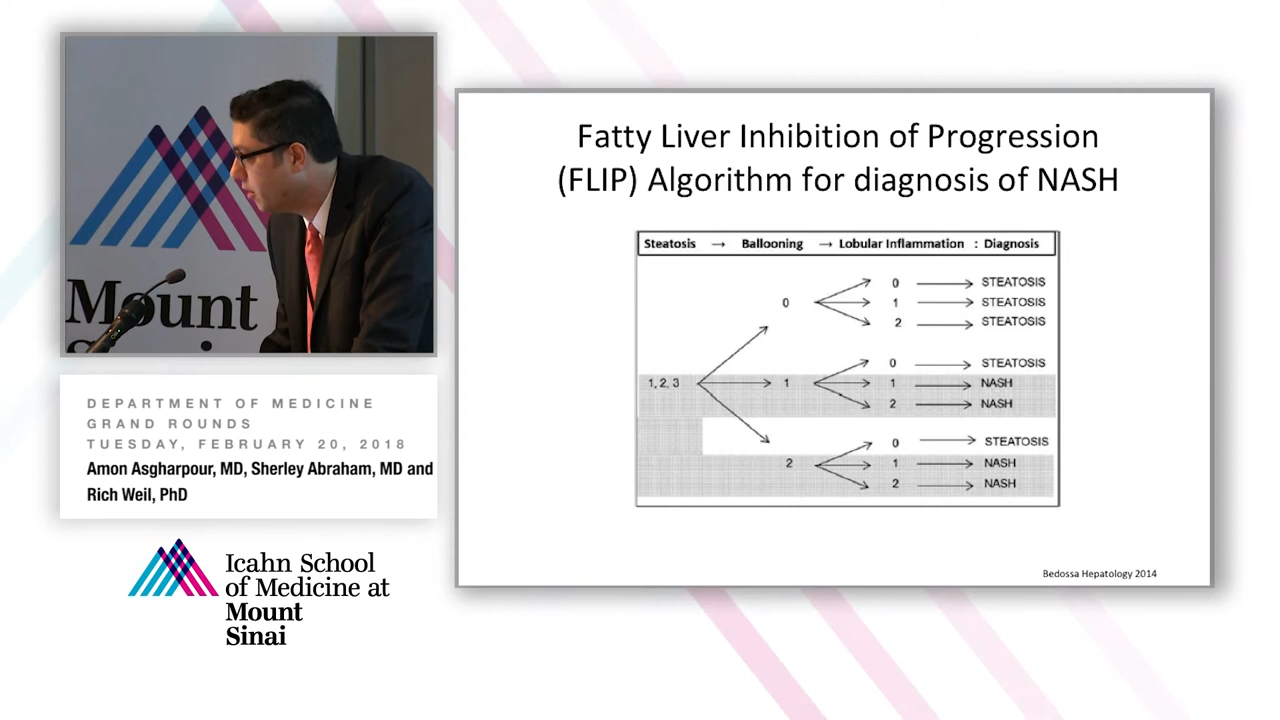 Mount
DEPARTMENT OF MEDICINE
GRAND ROUNDS
TUESDAY, FEBRUARY 20, 2018
Amon Asgharpour, MD, Sherley Abraham, MD and
Rich Weil, PhD
Icahn School
of Medicine at
Mount
Sinai
Fatty Liver Inhibition of Progression
(FLIP) Algorithm for diagnosis of NASH
Steatosis → Ballooning → Lobular Inflammation : Diagnosis
0 STEATOSIS
0 1 STEATOSIS
2 STEATOSIS
0 STEATOSIS
1, 2, 3 1 1 NASH
2 NASH
0 STEATOSIS
2 1 NASH
2 NASH
Bedossa Hepatology 2014